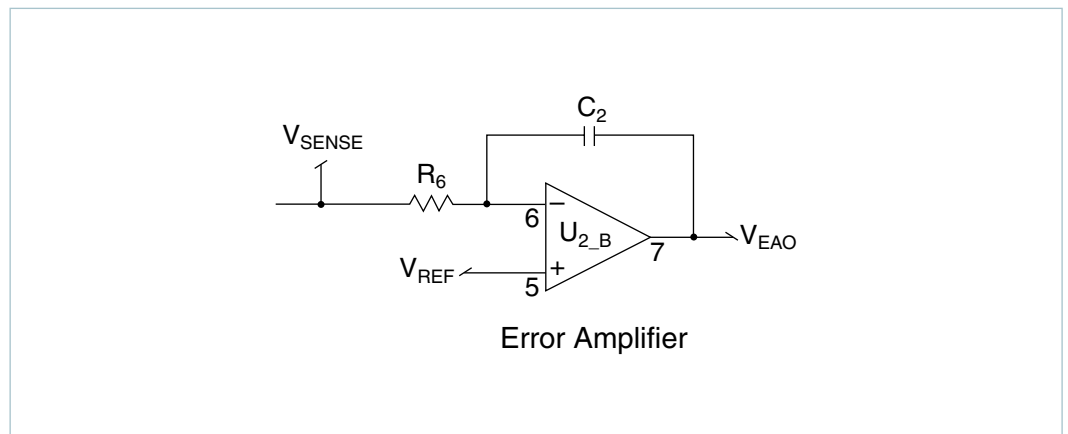 C2
VSENSE
R6
6
−
U2_B
7
VEAO
VREF
5
+
Error Amplifier